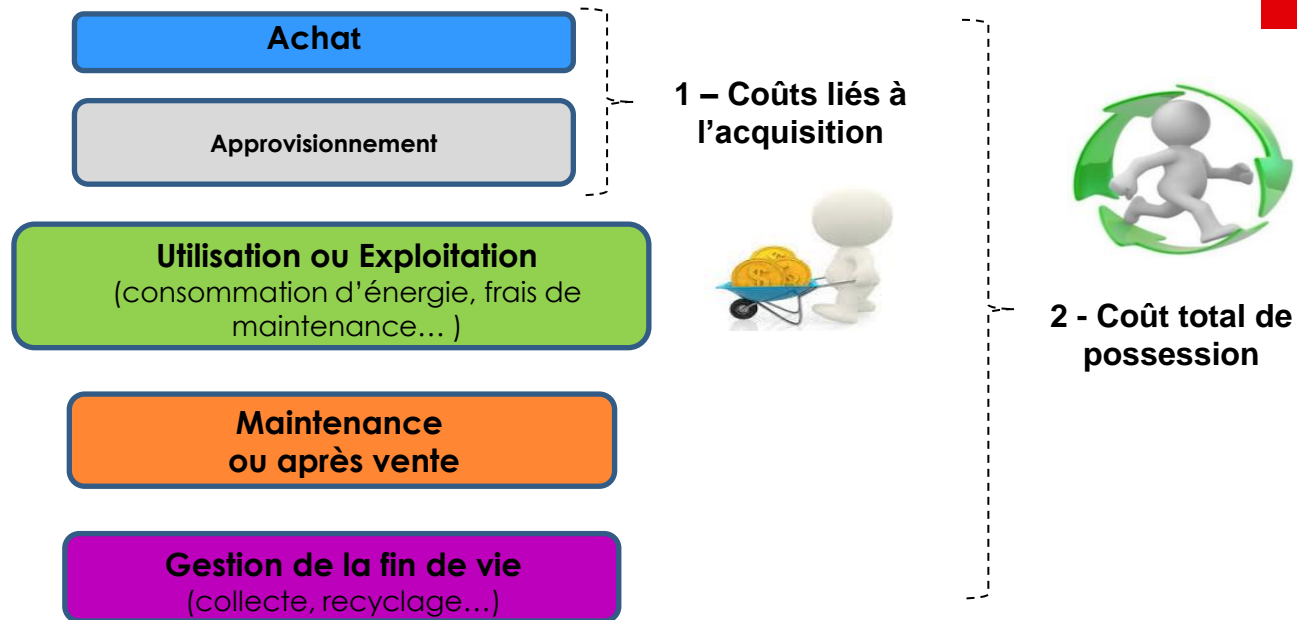 Achat
Approvisionnement
1 – Coûts liés à
l’acquisition
Utilisation ou Exploitation
(consommation d’énergie, frais de
maintenance… )
2 - Coût total de
possession
Maintenance
ou après vente
Gestion de la fin de vie
(collecte, recyclage…)